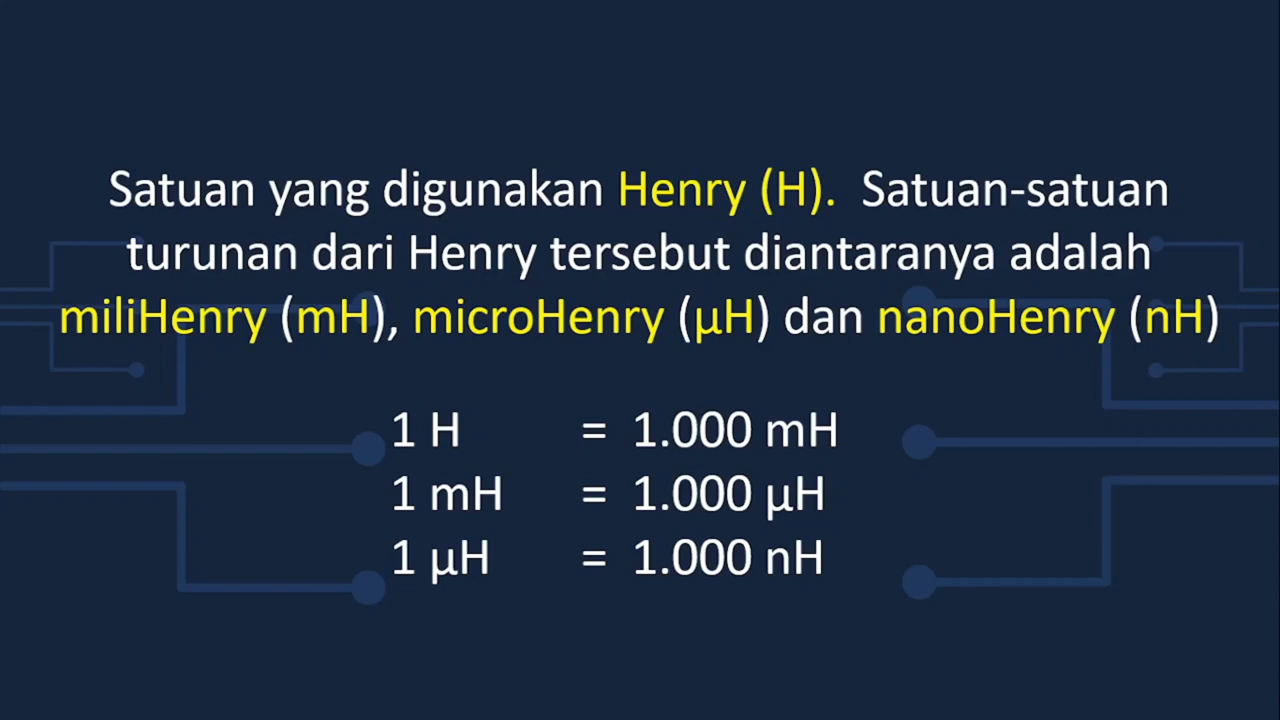 Satuan yang digunakan Henry (H).  Satuan-satuan
turunan dari Henry tersebut diantaranya adalah
miliHenry (mH), microHenry (µH) dan nanoHenry (nH)
1 H = 1.000 mH
1 mH = 1.000 µH
1 µH = 1.000 nH